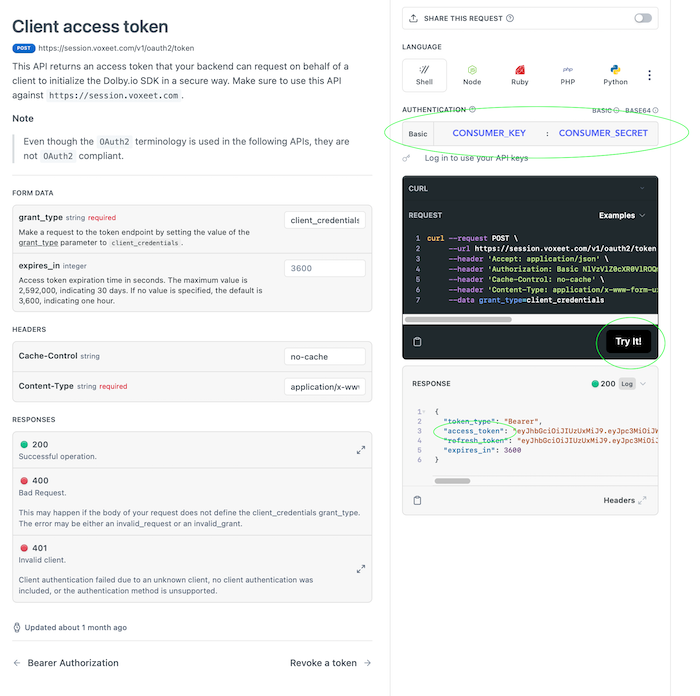 Client access token
POST https://session.voxeet.com/v1/oauth2/token
This API returns an access token that your backend can request on behalf of a
client to initialize the Dolby.io SDK in a secure way. Make sure to use this API
against https://session.voxeet.com .
Note
Even though the OAuth2 terminology is used in the following APIs, they are
not OAuth2 compliant.
FORM DATA
grant_type string required
client_credentials
Make a request to the token endpoint by setting the value of the
grant_type parameter to client_credentials .
expires_in integer
3600
Access token expiration time in seconds. The maximum value is
2,592,000, indicating 30 days. If no value is specified, the default is
3,600, indicating one hour.
HEADERS
Cache-Control string
no-cache
Content-Type string required
application/x-ww
RESPONSES
200
Successful operation.
400
Bad Request.
This may happen if the body of your request does not define the client_credentials grant_type.
The error may be either an invalid_request or an invalid_grant.
401
Invalid client.
Client authentication failed due to an unknown client, no client authentication was
included, or the authentication method is unsupported.
Updated about 1 month ago
← Bearer Authorization
Revoke a token →
SHARE THIS REQUEST
LANGUAGE
Shell
Node
Ruby
php
PHP
Python
AUTHENTICATION
BASIC
BASE64
Basic
CONSUMER_KEY : CONSUMER_SECRET
Log in to use your API keys
CURL
REQUEST
Examples
1 curl --request POST \
2 --url https://session.voxeet.com/v1/oauth2/token
3 --header 'Accept: application/json' \
4 --header 'Authorization: Basic
5 --header 'Cache-Control: no-cache' \
6 --header 'Content-Type: application/x-www-form-u
7 --data grant_type=client_credentials
Try It!
RESPONSE
200 Log
1 {
2 "token_type": "Bearer",
3 "access_token":
4 "refresh_token":
5 "expires_in": 3600
6 }
Headers